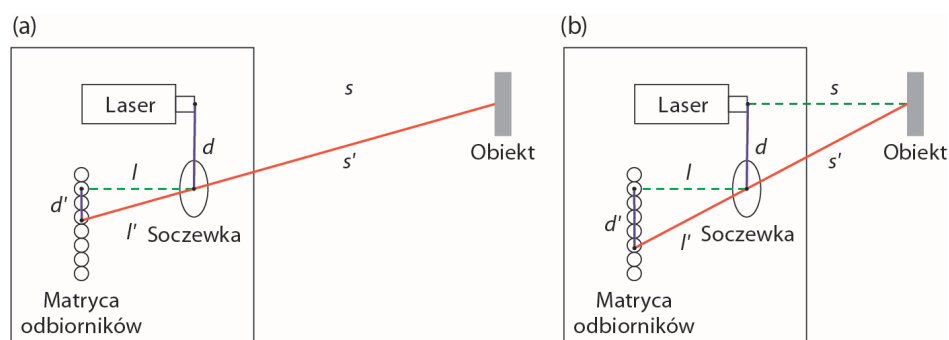 (a)
Laser
s
d
s'
Obiekt
l
d'
l'
Soczewka
Matryca
odbiorników
(b)
Laser
s
d
s'
Obiekt
l
d'
l'
Soczewka
Matryca
odbiorników